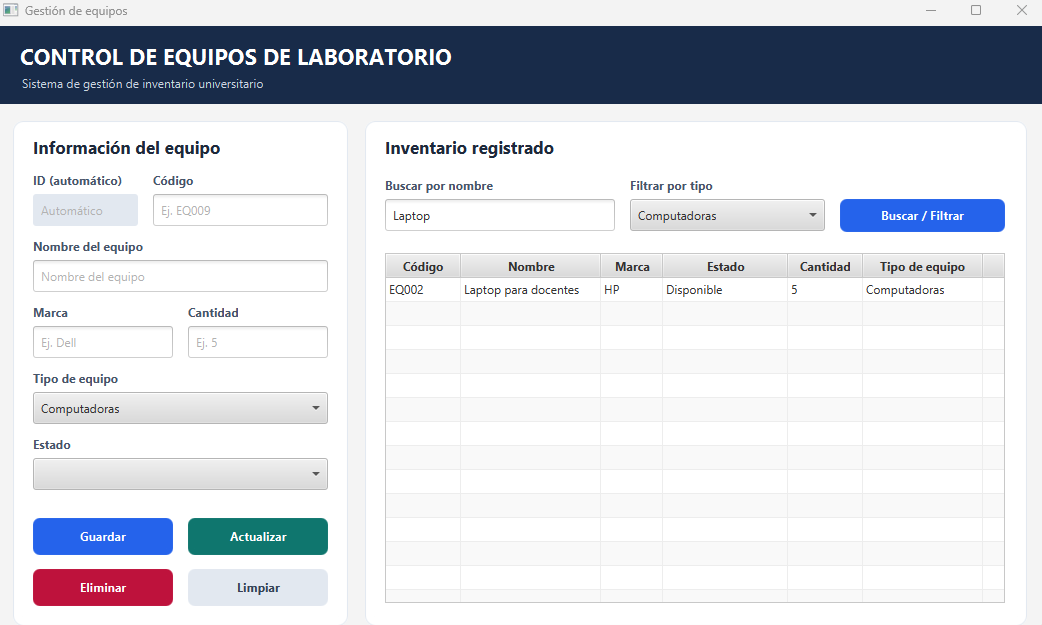 Gestión de equipos
CONTROL DE EQUIPOS DE LABORATORIO
Sistema de gestión de inventario universitario
Información del equipo
ID (automático) Código
Automático Ej. EQ009
Nombre del equipo
Nombre del equipo
Marca Cantidad
Ej. Dell Ej. 5
Tipo de equipo
Computadoras
Estado
Guardar Actualizar
Eliminar Limpiar
Inventario registrado
Buscar por nombre Filtrar por tipo
Laptop Computadoras Buscar / Filtrar
Código Nombre Marca Estado Cantidad Tipo de equipo
EQ002 Laptop para docentes HP Disponible 5 Computadoras